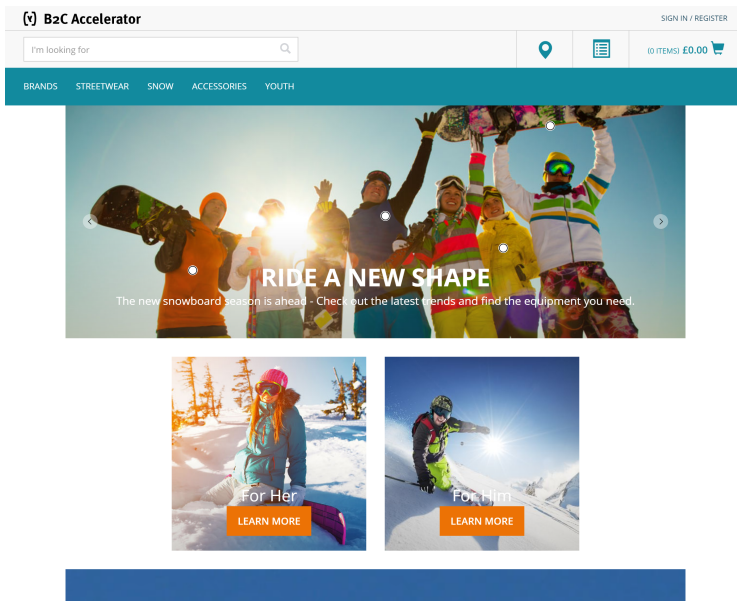 B2C Accelerator
SIGN IN / REGISTER
I'm looking for
(0 ITEMS) £0.00
BRANDS STREETWEAR SNOW ACCESSORIES YOUTH
RIDE A NEW SHAPE
The new snowboard season is ahead - Check out the latest trends and find the equipment you need.
For Her
LEARN MORE
For Him
LEARN MORE